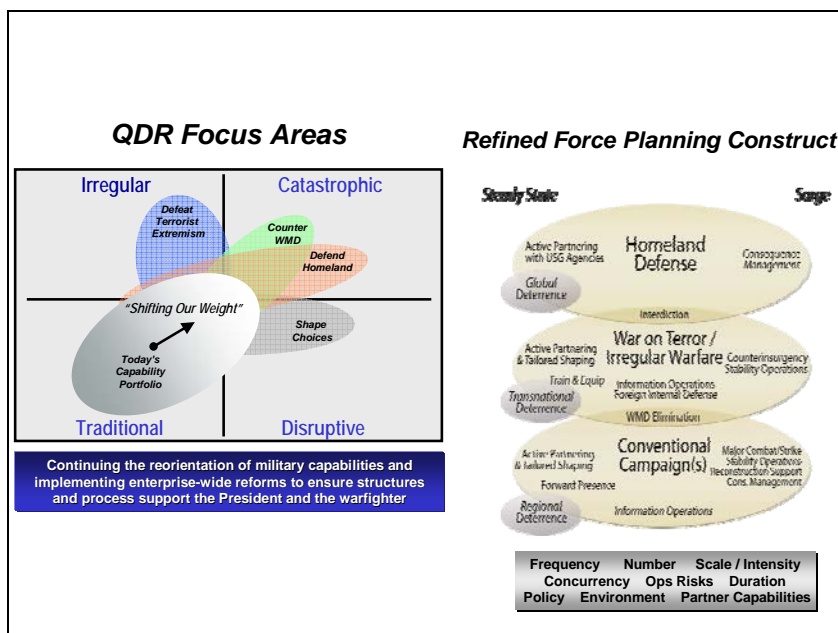 QDR Focus Areas
Irregular
Catastrophic
Defeat
Terrorist
Extremism
Counter
WMD
Defend
Homeland
"Shifting Our Weight"
Shape
Choices
Today's
Capability
Portfolio
Traditional
Disruptive
Continuing the reorientation of military capabilities and
implementing enterprise-wide reforms to ensure structures
and process support the President and the warfighter
Refined Force Planning Construct
Steady State
Surge
Active Partnering
with USG Agencies
Homeland
Defense
Consequence
Management
Global
Deterrence
Interdiction
Active Partnering
& Tailored Shaping
War on Terror /
Irregular Warfare
Counterinsurgency
Stability Operations
Train & Equip
Information Operations
Foreign Internal Defense
Transnational
Deterrence
WMD Elimination
Active Partnering
& Tailored Shaping
Conventional
Campaign(s)
Major Combat/Strike
Stability Operations
Reconstruction Support
Cons. Management
Forward Presence
Regional
Deterrence
Information Operations
Frequency Number Scale / Intensity
Concurrency Ops Risks Duration
Policy Environment Partner Capabilities